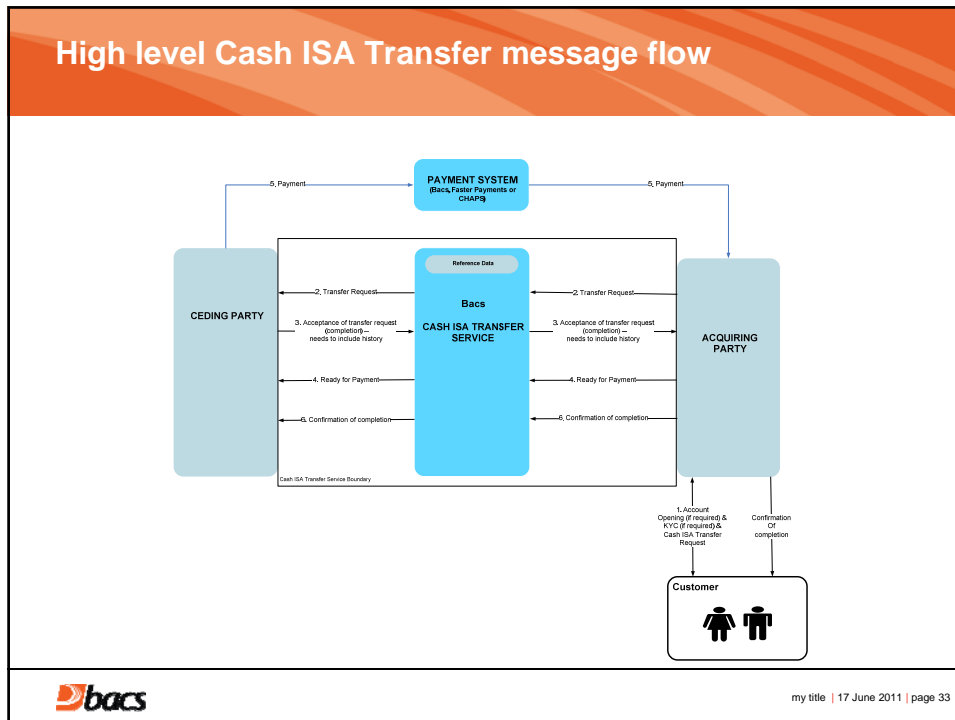 High level Cash ISA Transfer message flow
PAYMENT SYSTEM
(Bacs, Faster Payments or
CHAPS)
5. Payment
5. Payment
Reference Data
Bacs
CASH ISA TRANSFER
SERVICE
CEDING PARTY
ACQUIRING
PARTY
2. Transfer Request
2. Transfer Request
3. Acceptance of transfer request
(completion) –
needs to include history
3. Acceptance of transfer request
(completion) –
needs to include history
4. Ready for Payment
4. Ready for Payment
6. Confirmation of completion
6. Confirmation of completion
Cash ISA Transfer Service Boundary
1. Account
Opening (if required) &
KYC (if required) &
Cash ISA Transfer
Request
Confirmation
Of
completion
Customer
bacs
my title | 17 June 2011 | page 33